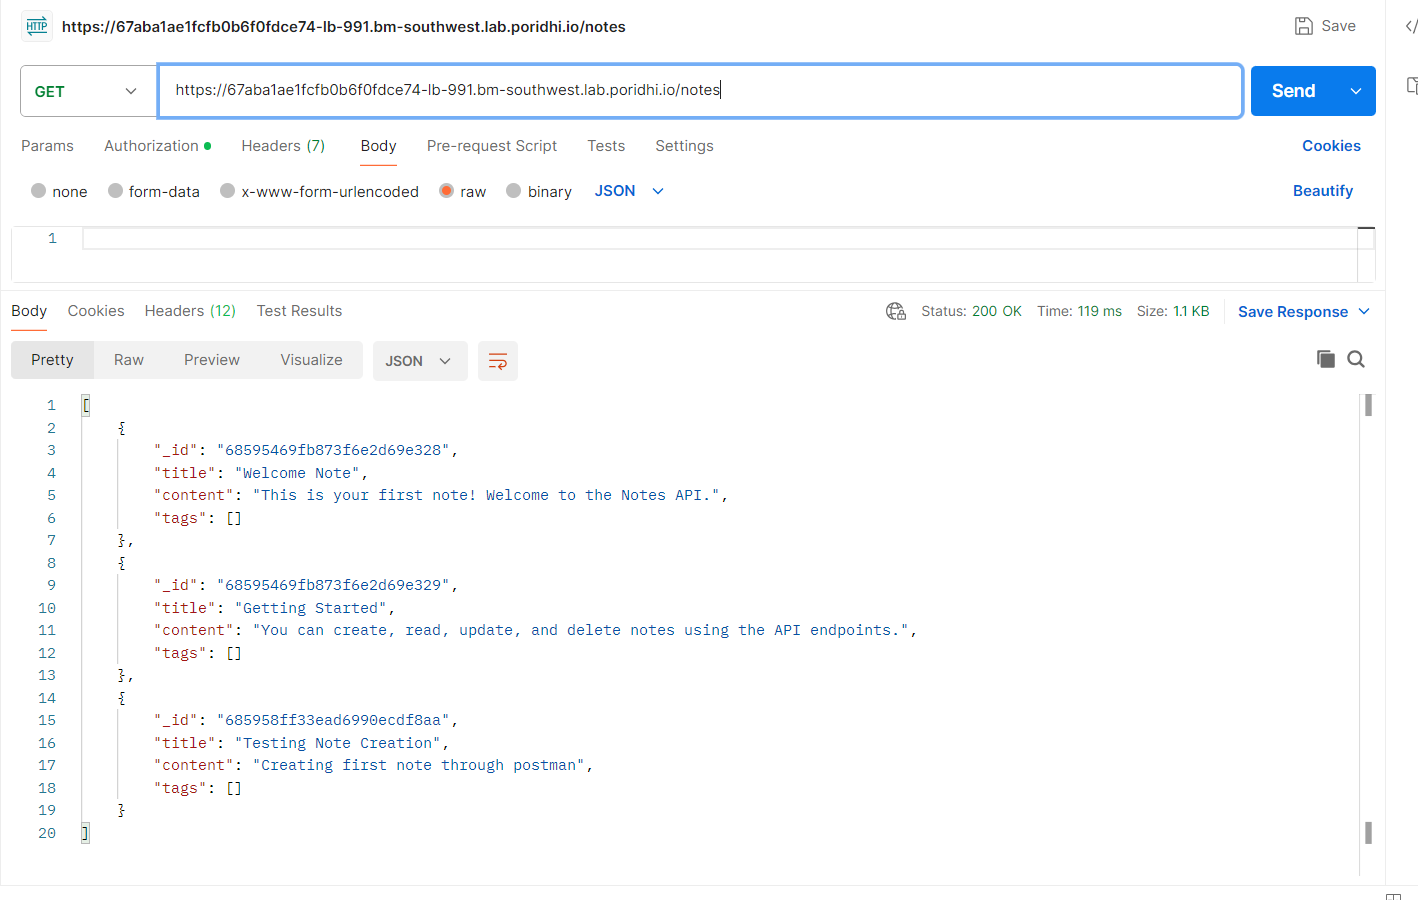 HTTP https://67aba1ae1fcfb0b6f0fdce74-lb-991.bm-southwest.lab.poridhi.io/notes Save </
GET https://67aba1ae1fcfb0b6f0fdce74-lb-991.bm-southwest.lab.poridhi.io/notes Send
Params Authorization Headers (7) Body Pre-request Script Tests Settings Cookies
none form-data x-www-form-urlencoded raw binary JSON Beautify
1
Body Cookies Headers (12) Test Results Status: 200 OK Time: 119 ms Size: 1.1 KB Save Response
Pretty Raw Preview Visualize JSON
1 [
2 {
3 "_id": "68595469fb873f6e2d69e328",
4 "title": "Welcome Note",
5 "content": "This is your first note! Welcome to the Notes API.",
6 "tags": []
7 },
8 {
9 "_id": "68595469fb873f6e2d69e329",
10 "title": "Getting Started",
11 "content": "You can create, read, update, and delete notes using the API endpoints.",
12 "tags": []
13 },
14 {
15 "_id": "685958ff33ead6990ecdf8aa",
16 "title": "Testing Note Creation",
17 "content": "Creating first note through postman",
18 "tags": []
19 }
20 ]